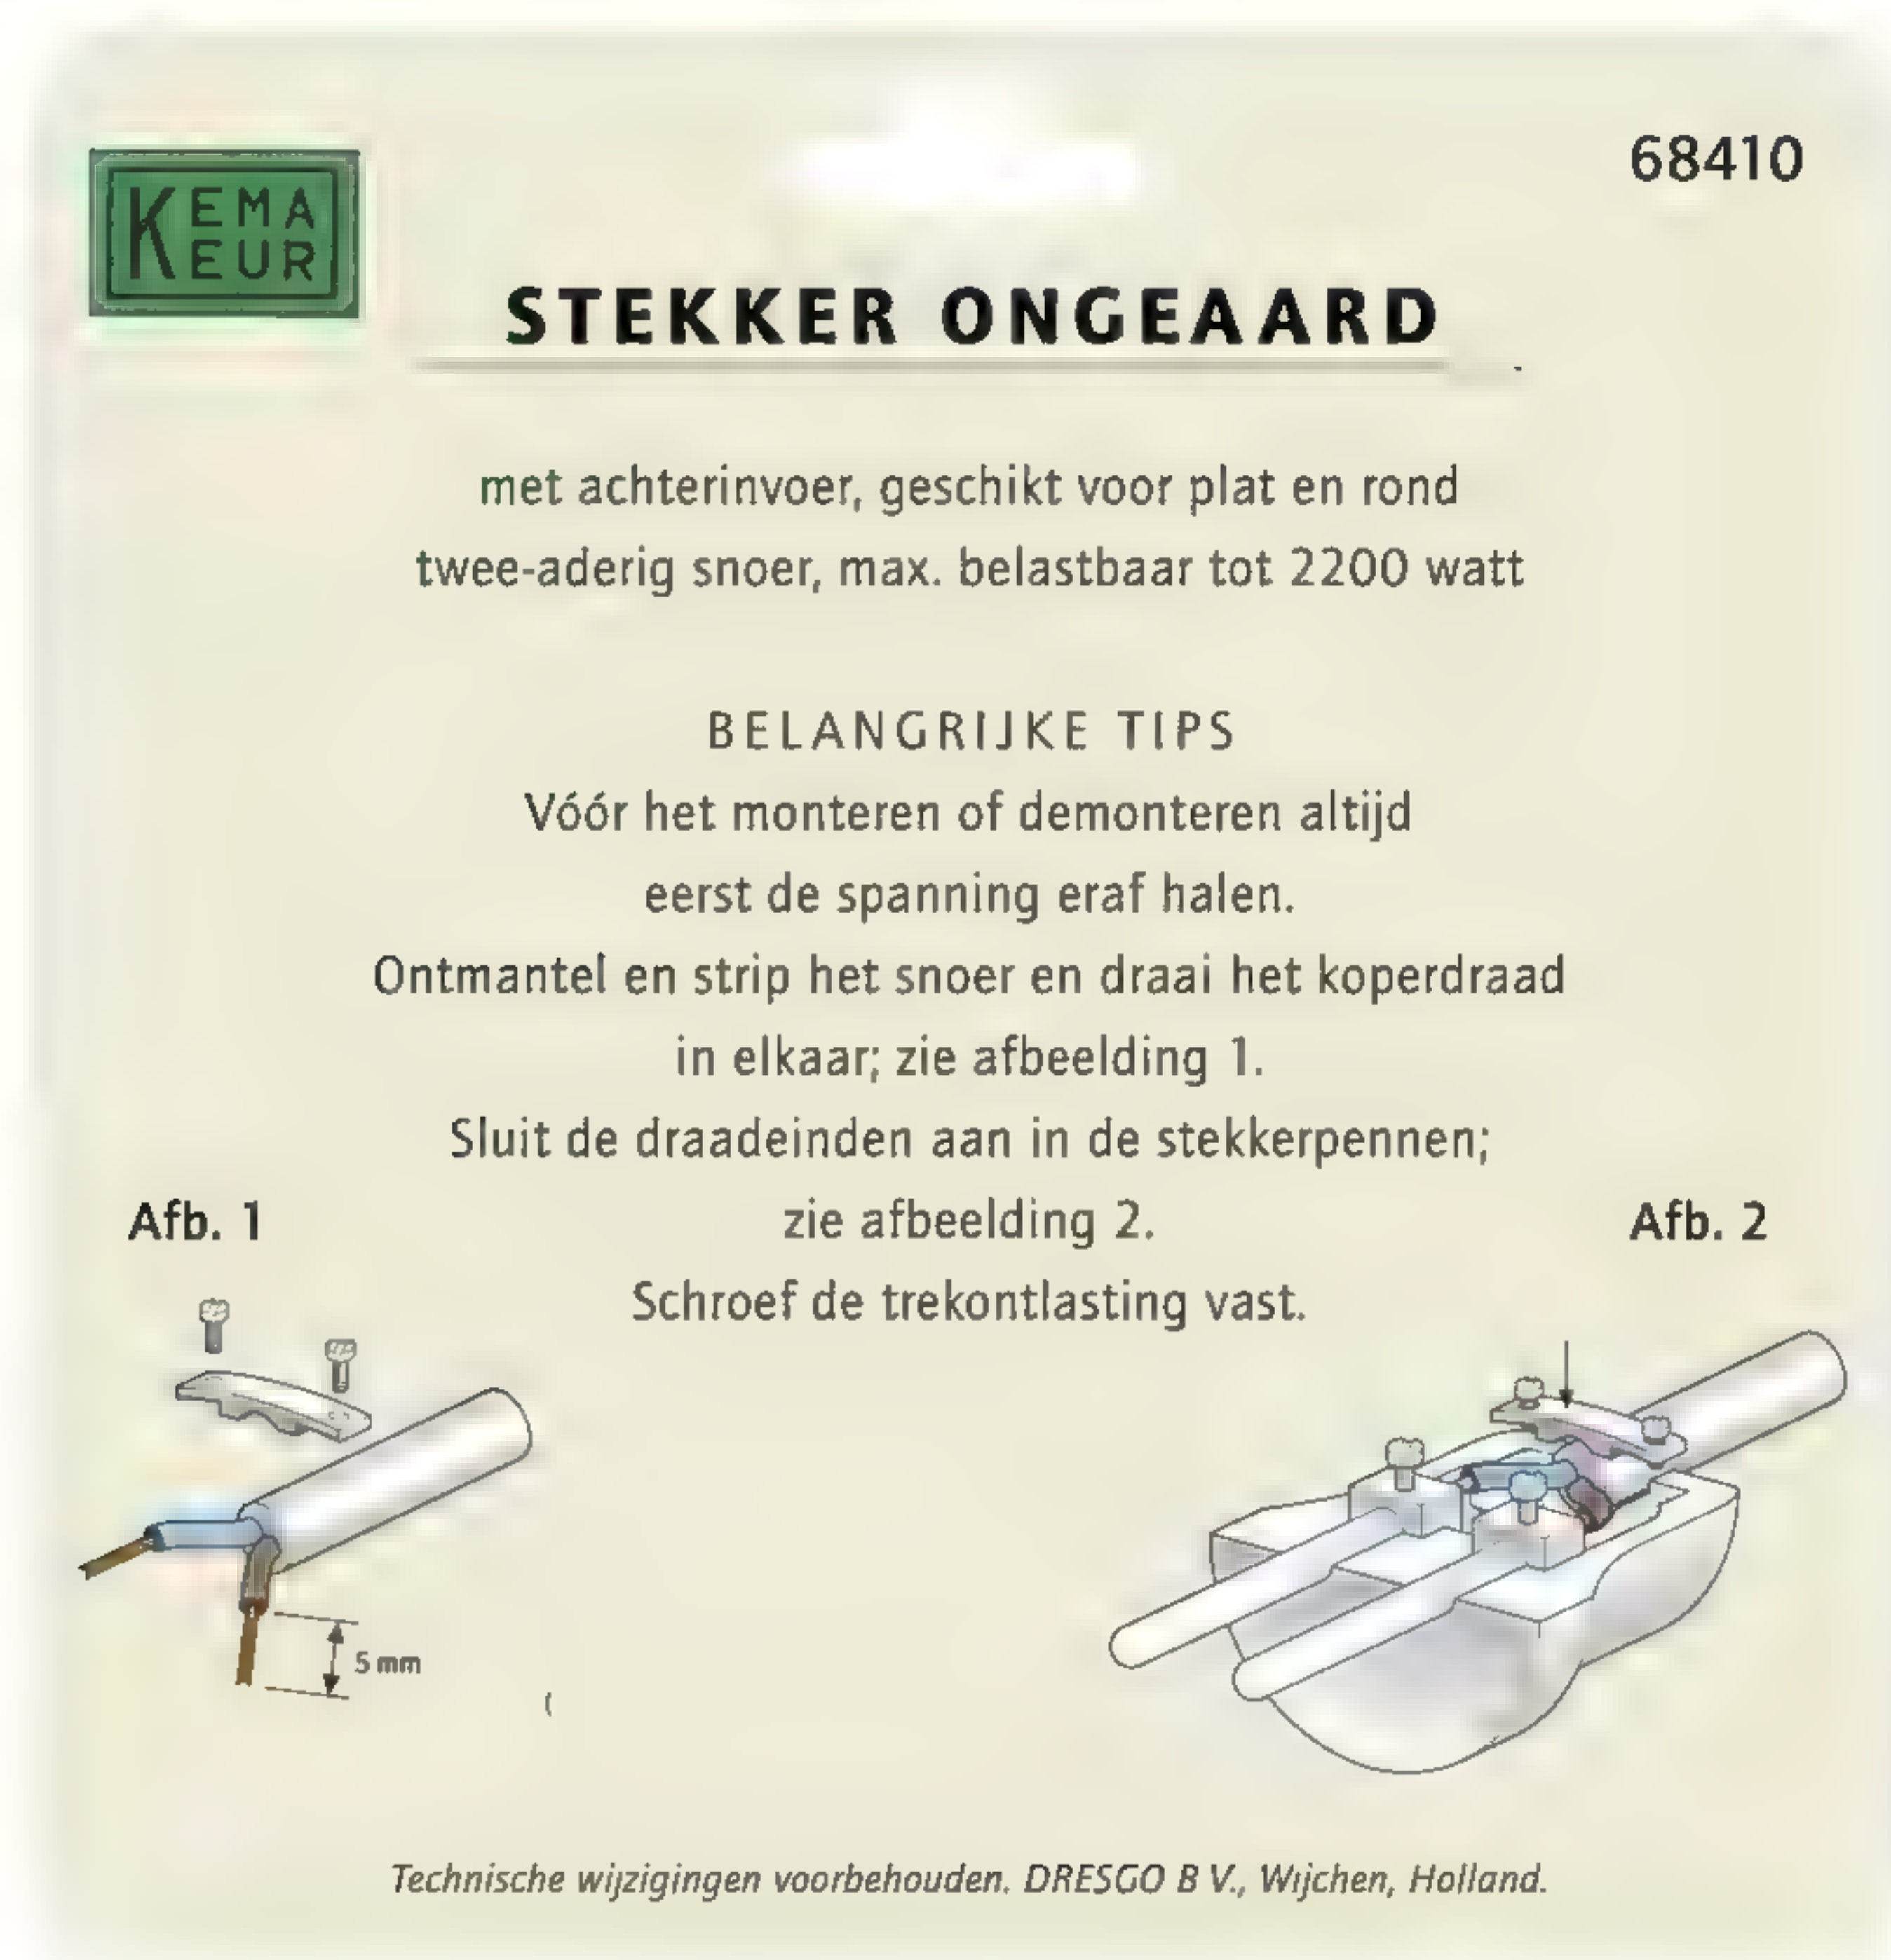 68410
KEMA
KEUR
STEKKER ONGEAARD
met achterinvoer, geschikt voor plat en rond
twee-aderig snoer, max. belastbaar tot 2200 watt
BELANGRIJKE TIPS
Vóór het monteren of demonteren altijd
eerst de spanning eraf halen.
Ontmantel en strip het snoer en draai het koperdraad
in elkaar; zie afbeelding 1.
Sluit de draadeinden aan in de stekkerpennen;
zie afbeelding 2.
Schroef de trekontlasting vast.
Afb. 1
5 mm
Afb. 2
Technische wijzigingen voorbehouden. DRESCO B V., Wijchen, Holland.